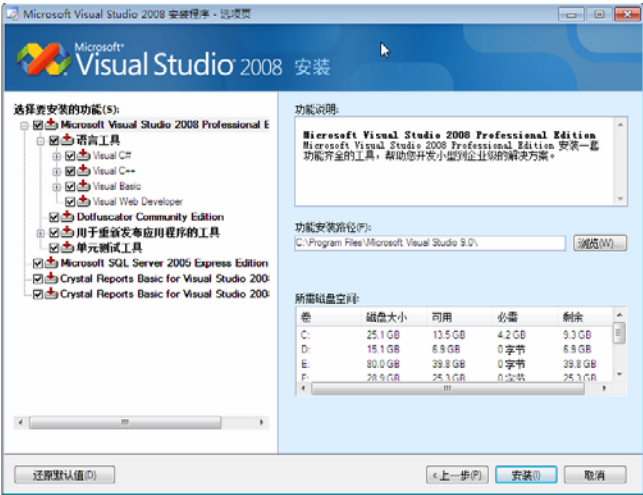 Microsoft Visual Studio 2008 安装程序 - 选项页
Microsoft®
Visual Studio® 2008 安装
选择要安装的功能(S):
Microsoft Visual Studio 2008 Professional E
语言工具
Visual C#
Visual C++
Visual Basic
Visual Web Developer
Dotfuscator Community Edition
用于重新发布应用程序的工具
单元测试工具
Microsoft SQL Server 2005 Express Edition
Crystal Reports Basic for Visual Studio 200
Crystal Reports Basic for Visual Studio 200
功能说明:
Microsoft Visual Studio 2008 Professional Edition
Microsoft Visual Studio 2008 Professional Edition 安装一套
功能齐全的工具，帮助您开发小型到企业级的解决方案。
功能安装路径(F):
C:\Program Files\Microsoft Visual Studio 9.0\
浏览(W)...
所需磁盘空间:
卷 磁盘大小 可用 必需 剩余
C: 25.1 GB 13.5 GB 4.2 GB 9.3 GB
D: 15.1 GB 6.9 GB 0 字节 6.9 GB
E: 80.0 GB 39.8 GB 0 字节 39.8 GB
F: 28.9 GB 25.3 GB 0 字节 25.3 GB
还原默认值(D)
<上一步(P)
安装(I)
取消